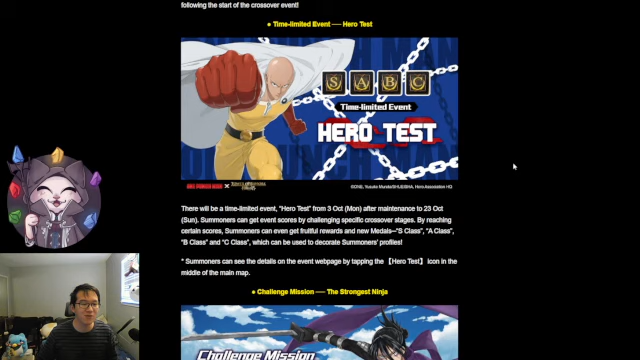 following the start of the crossover event!
● Time-limited Event ── Hero Test
S A B C
Time-limited Event
HERO TEST
ONE PUNCH MAN × TOWER OF SAVIORS
©ONE, Yusuke Murata/SHUEISHA, Hero Association HQ
There will be a time-limited event, "Hero Test" from 3 Oct (Mon) after maintenance to 23 Oct
(Sun). Summoners can get event scores by challenging specific crossover stages. By reaching
certain scores, Summoners can even get fruitful rewards and new Medals─"S Class", "A Class",
"B Class" and "C Class", which can be used to decorate Summoners' profiles!
* Summoners can see the details on the event webpage by tapping the 【Hero Test】 icon in the
middle of the main map.
● Challenge Mission ── The Strongest Ninja
Challenge Mission